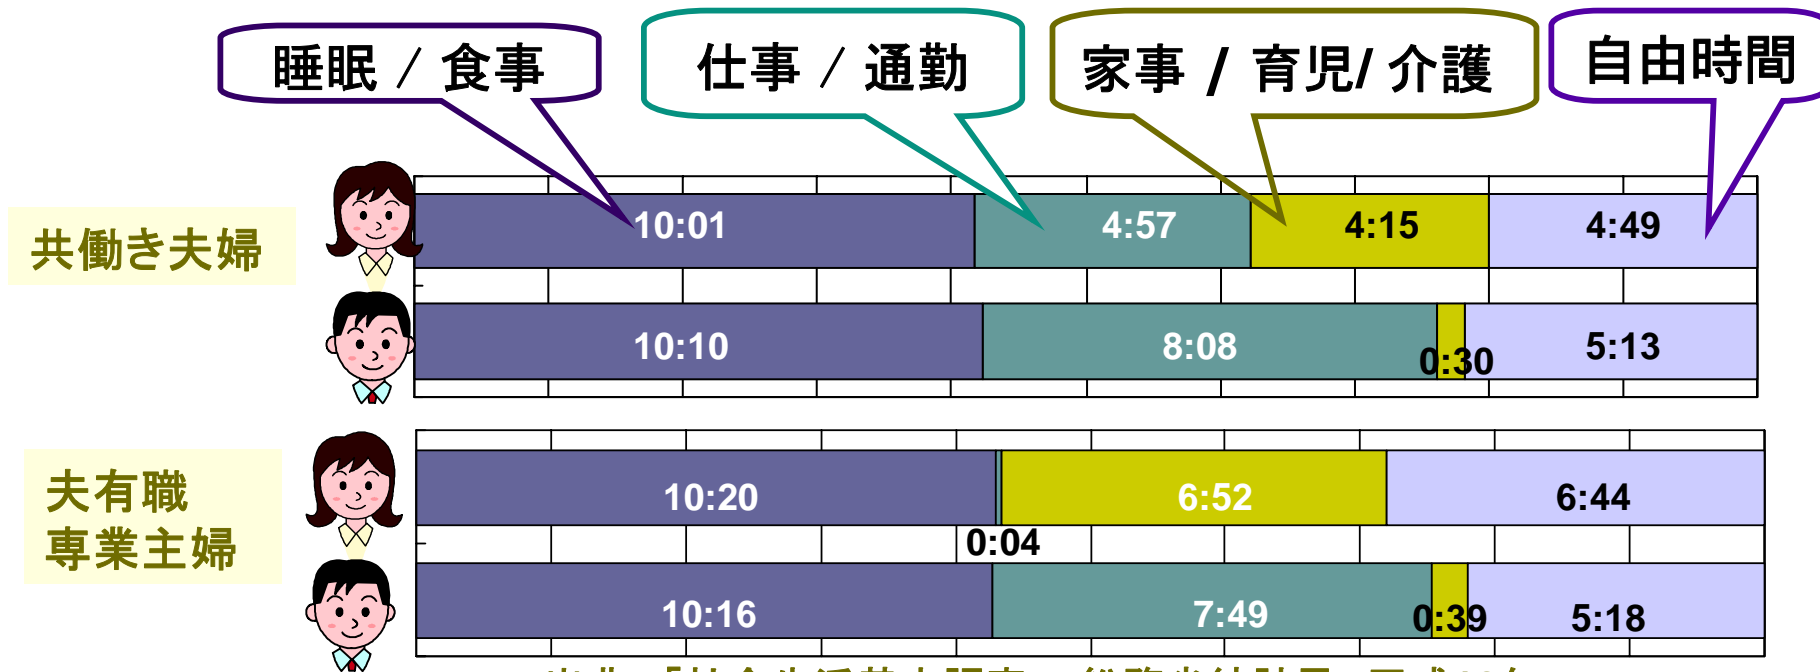 睡眠 / 食事
仕事 / 通勤
家事 / 育児/ 介護
自由時間
共働き夫婦
10:01 4:57 4:15 4:49
10:10 8:08 0:30 5:13
夫有職
専業主婦
10:20 0:04 6:52 6:44
10:16 7:49 0:39 5:18